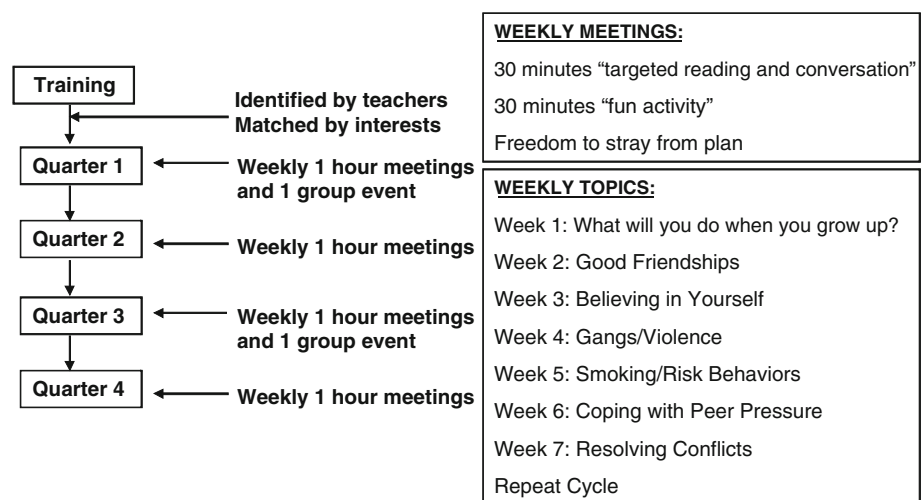 Training
Identified by teachers
Matched by interests
Quarter 1
Weekly 1 hour meetings
and 1 group event
Quarter 2
Weekly 1 hour meetings
Quarter 3
Weekly 1 hour meetings
and 1 group event
Quarter 4
Weekly 1 hour meetings
WEEKLY MEETINGS:
30 minutes “targeted reading and conversation”
30 minutes “fun activity”
Freedom to stray from plan
WEEKLY TOPICS:
Week 1: What will you do when you grow up?
Week 2: Good Friendships
Week 3: Believing in Yourself
Week 4: Gangs/Violence
Week 5: Smoking/Risk Behaviors
Week 6: Coping with Peer Pressure
Week 7: Resolving Conflicts
Repeat Cycle